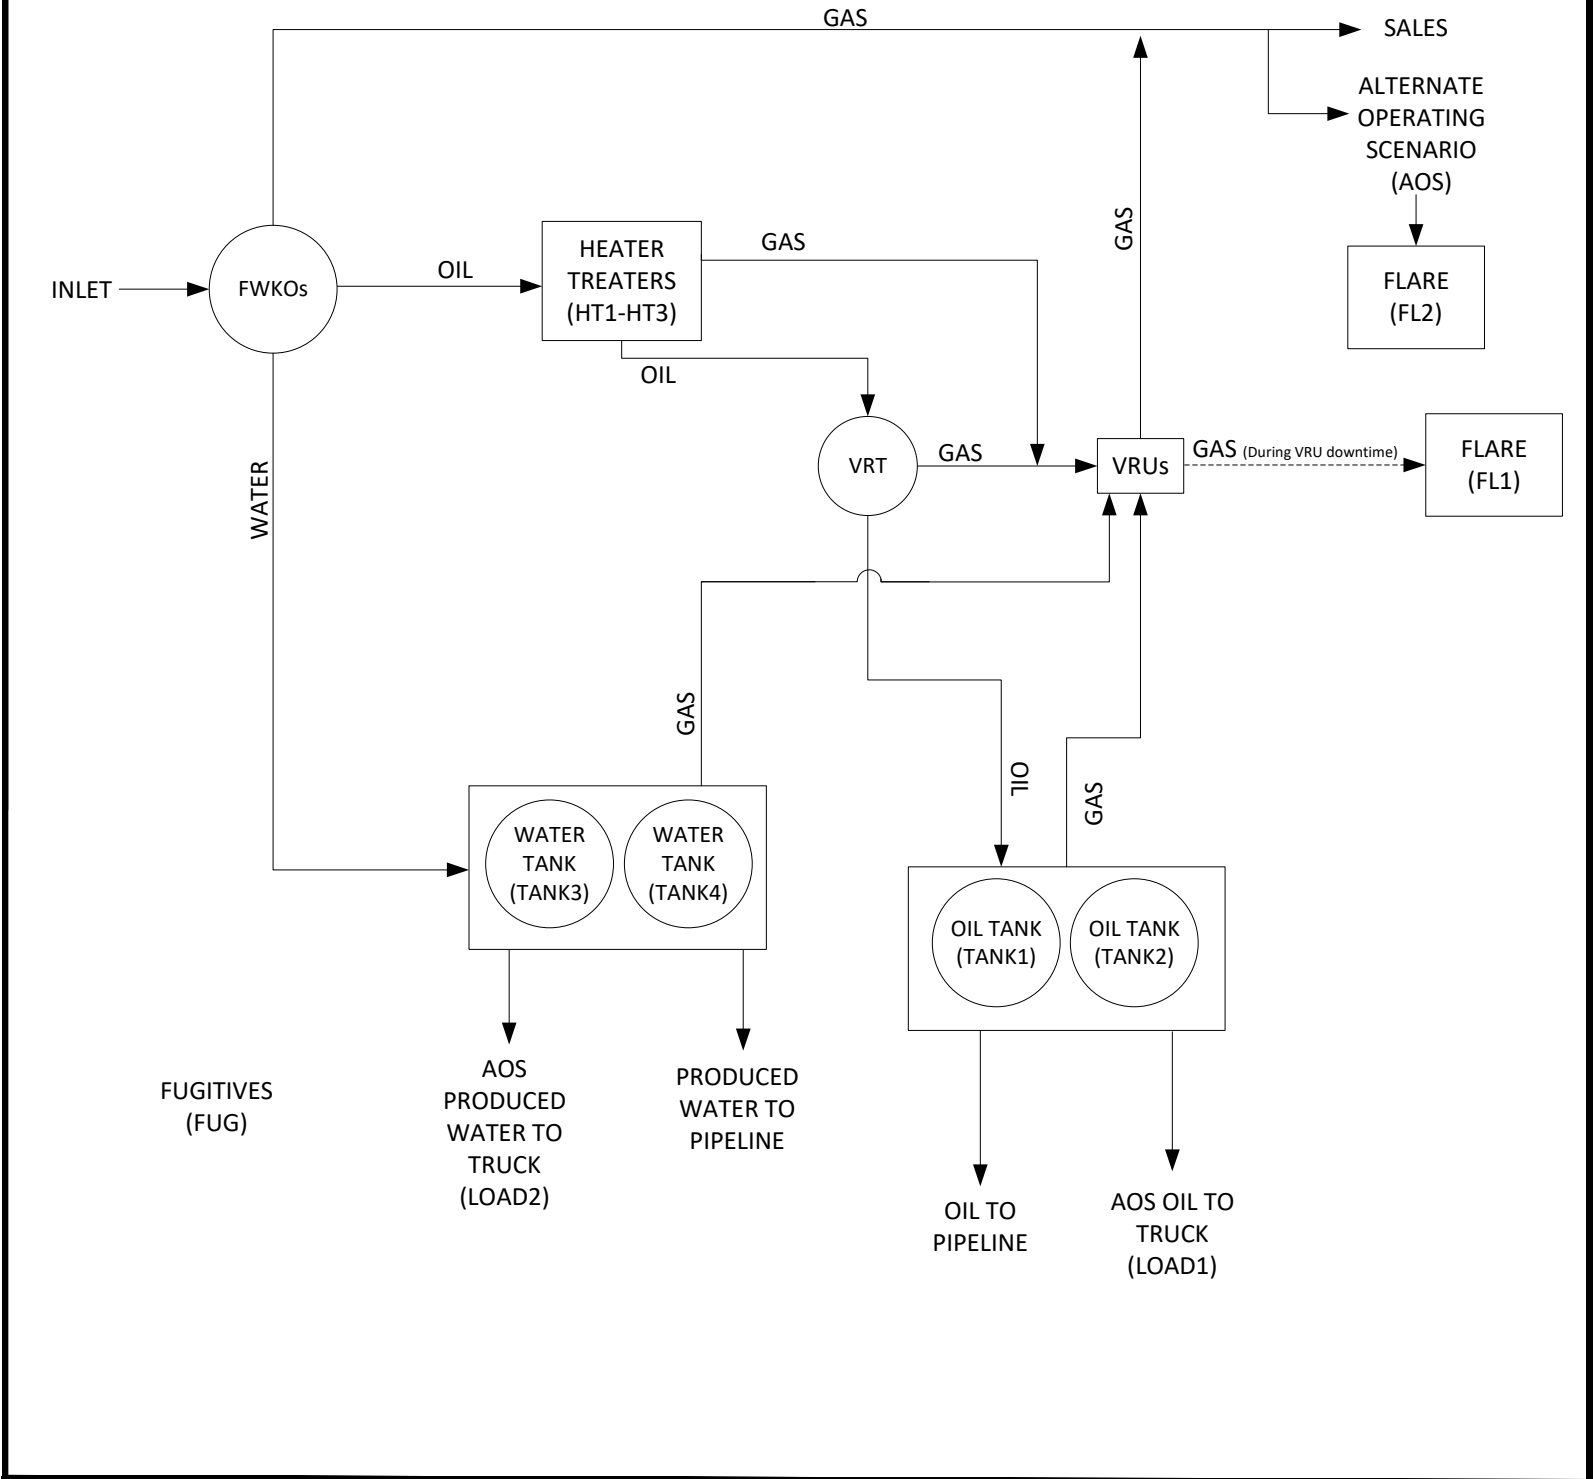 GAS
SALES
ALTERNATE
OPERATING
SCENARIO
(AOS)
GAS
HEATER
TREATERS
(HT1-HT3)
GAS
INLET
FWKOs
OIL
FLARE
(FL2)
OIL
WATER
VRT
GAS
VRUs
GAS (During VRU downtime)
FLARE
(FL1)
GAS
OIL
GAS
WATER
TANK
(TANK3)
WATER
TANK
(TANK4)
OIL TANK
(TANK1)
OIL TANK
(TANK2)
FUGITIVES
(FUG)
AOS
PRODUCED
WATER TO
TRUCK
(LOAD2)
PRODUCED
WATER TO
PIPELINE
OIL TO
PIPELINE
AOS OIL TO
TRUCK
(LOAD1)